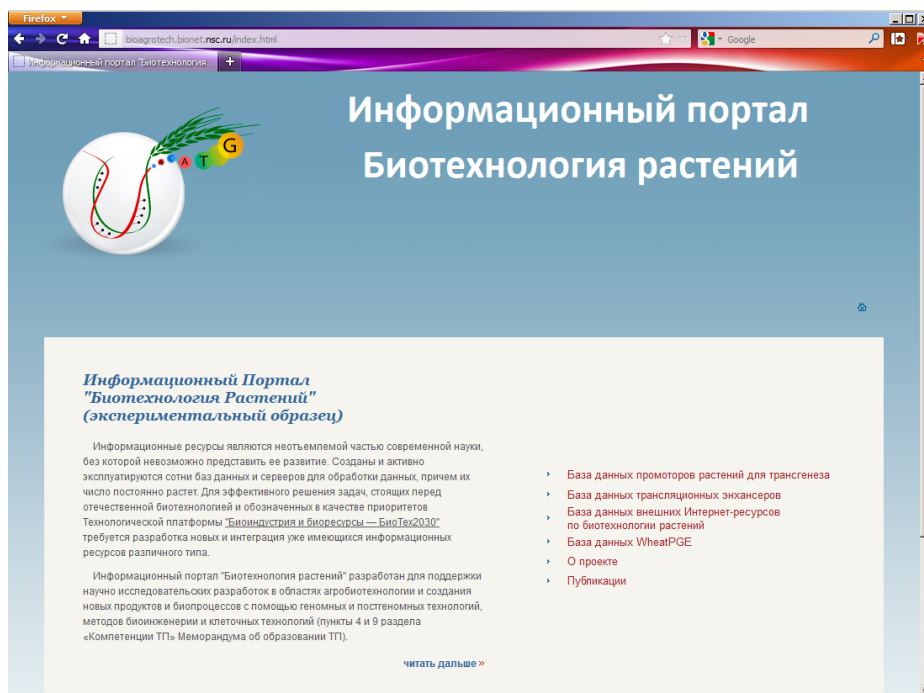 Firefox
bioagrotech.bionet.nsc.ru/index.html
Google
Информационный портал "Биотехнология...
Информационный портал
Биотехнология растений
C A T G
Информационный Портал
"Биотехнология Растений"
(экспериментальный образец)
Информационные ресурсы являются неотъемлемой частью современной науки,
без которой невозможно представить ее развитие. Созданы и активно
эксплуатируются сотни баз данных и серверов для обработки данных, причем их
число постоянно растет. Для эффективного решения задач, стоящих перед
отечественной биотехнологией и обозначенных в качестве приоритетов
Технологической платформы "Биоиндустрия и биоресурсы — БиоТех2030"
требуется разработка новых и интеграция уже имеющихся информационных
ресурсов различного типа.
Информационный портал "Биотехнология растений" разработан для поддержки
научно исследовательских разработок в областях агробиотехнологии и создания
новых продуктов и биопроцессов с помощью геномных и постгеномных технологий,
методов биоинженерии и клеточных технологий (пункты 4 и 9 раздела
«Компетенции ТП» Меморандума об образовании ТП).
читать дальше »
База данных промоторов растений для трансгенеза
База данных трансляционных энхансеров
База данных внешних Интернет-ресурсов
по биотехнологии растений
База данных WheatPGE
О проекте
Публикации